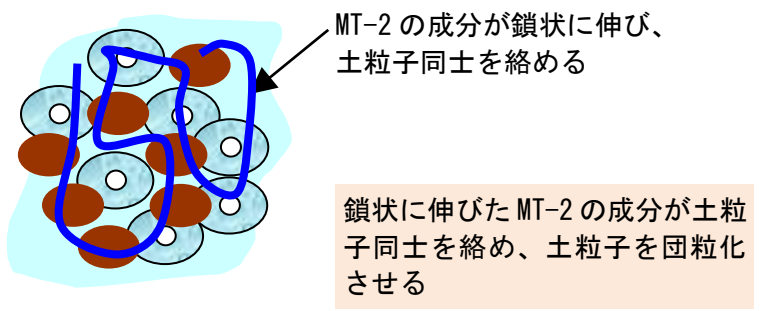 MT-2 の成分が鎖状に伸び、
土粒子同士を絡める
鎖状に伸びた MT-2 の成分が土粒
子同士を絡め、土粒子を団粒化
させる